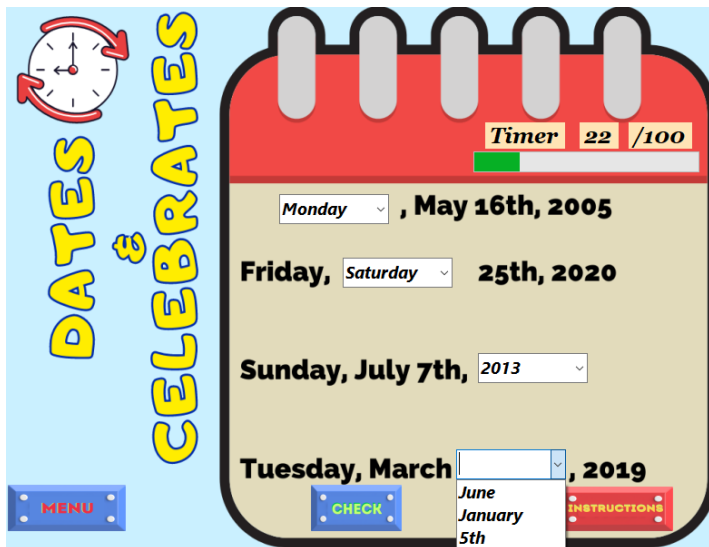 DATES
&
CELEBRATES
Timer 22 /100
Monday , May 16th, 2005
Friday, Saturday 25th, 2020
Sunday, July 7th, 2013
Tuesday, March , 2019
June
January
5th
MENU
CHECK
INSTRUCTIONS